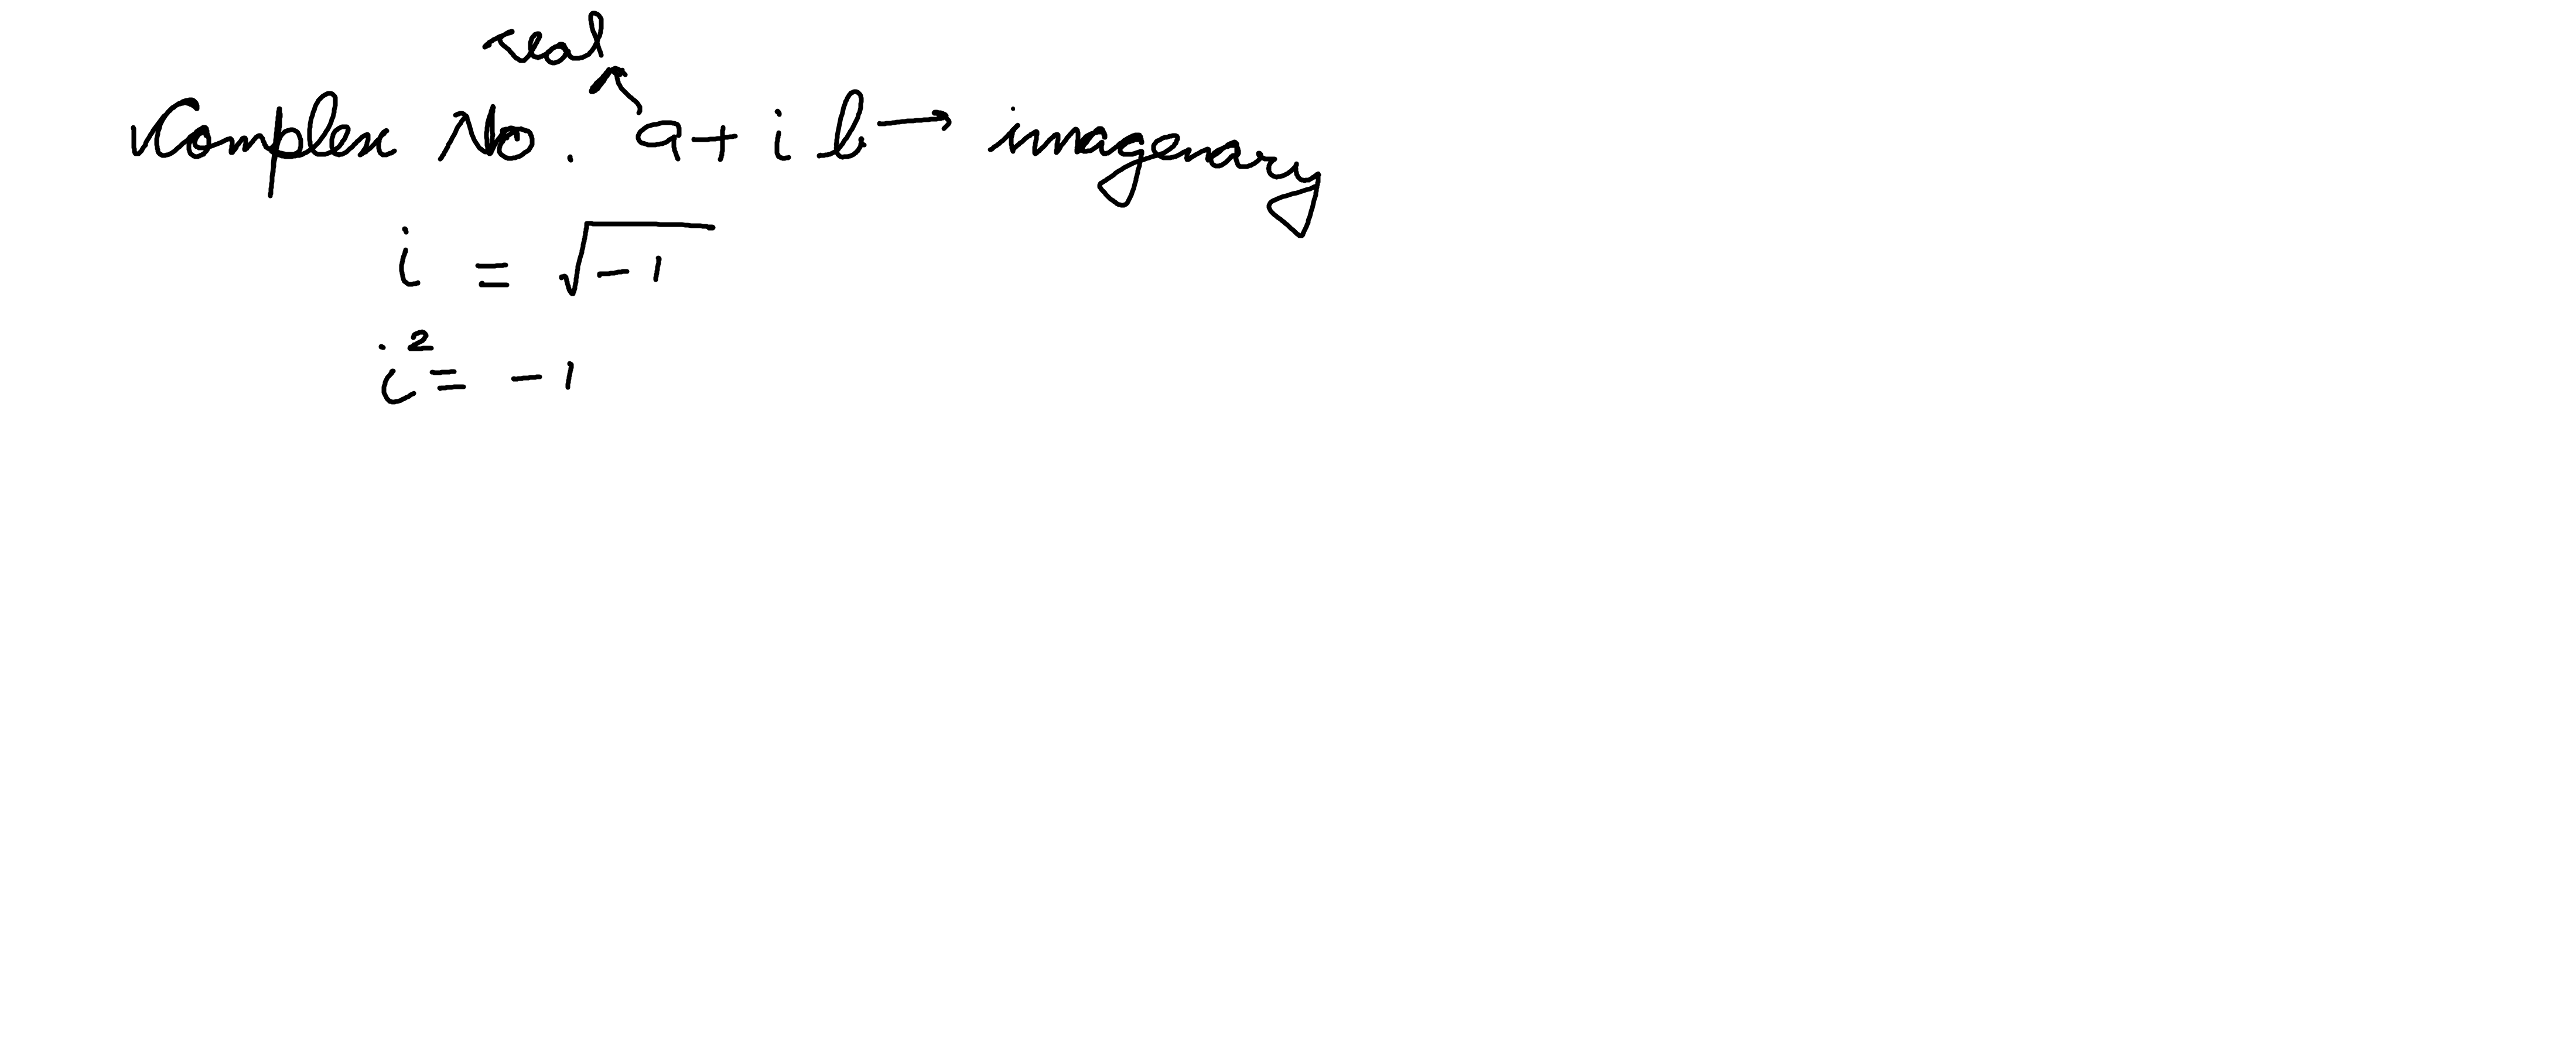 real
Complex No. a + i b → imagenary
i = √-1
i² = -1